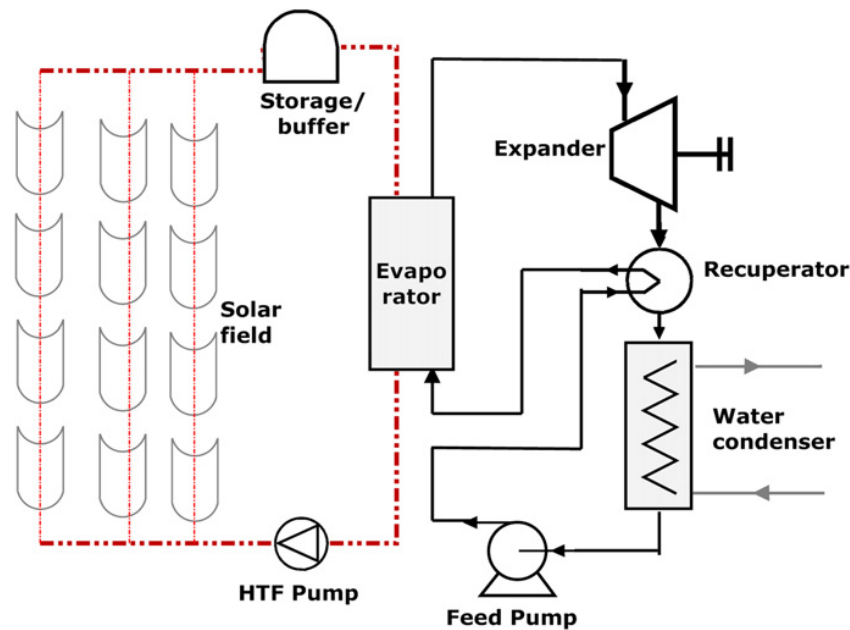 Storage/
buffer
Expander
Evapo
rator
Recuperator
Solar
field
Water
condenser
HTF Pump
Feed Pump